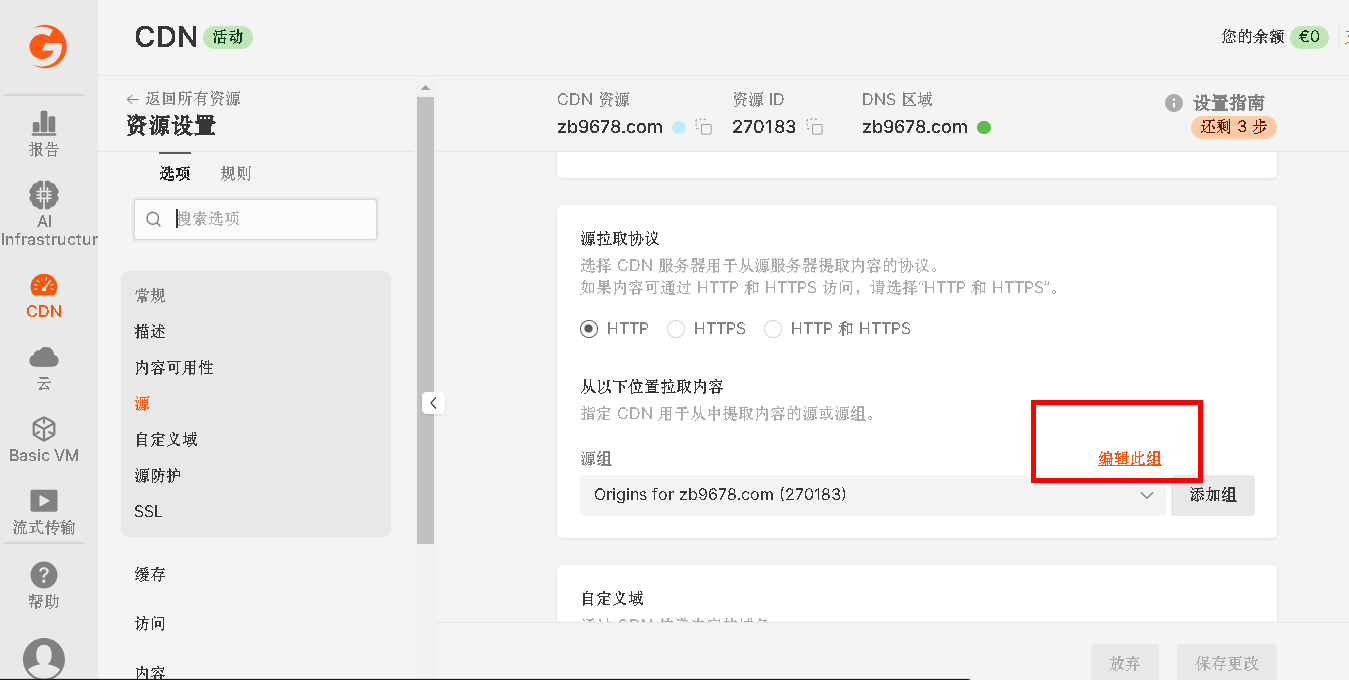 CDN 活动
您的余额 €0
报告
AI
Infrastructur
CDN
云
Basic VM
流式传输
帮助
← 返回所有资源
资源设置
选项 规则
搜索选项
常规
描述
内容可用性
源
自定义域
源防护
SSL
缓存
访问
内容
CDN 资源
zb9678.com
资源 ID
270183
DNS 区域
zb9678.com
设置指南
还剩 3 步
源拉取协议
选择 CDN 服务器用于从源服务器提取内容的协议。
如果内容可通过 HTTP 和 HTTPS 访问，请选择“HTTP 和 HTTPS”。
HTTP HTTPS HTTP 和 HTTPS
从以下位置拉取内容
指定 CDN 用于从中提取内容的源或源组。
源组 编辑此组
Origins for zb9678.com (270183) 添加组
自定义域
放弃 保存更改